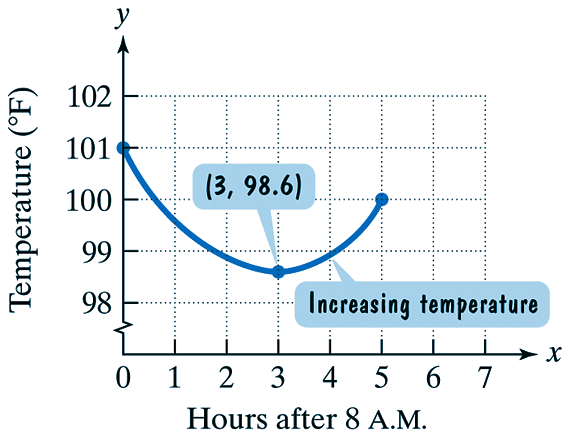 y
Temperature (°F)
102
101
100
99
98
(3, 98.6)
Increasing temperature
x
0 1 2 3 4 5 6 7
Hours after 8 A.M.